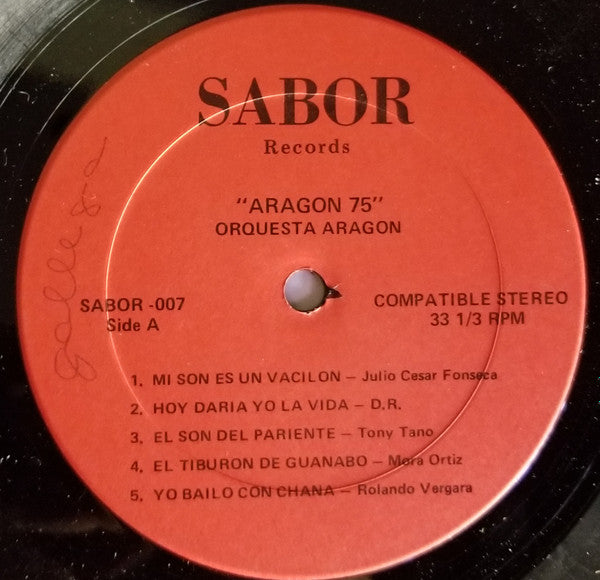 SABOR
Records
"ARAGON 75"
ORQUESTA ARAGON
SABOR -007
Side A
COMPATIBLE STEREO
33 1/3 RPM
1. MI SON ES UN VACILON — Julio Cesar Fonseca
2. HOY DARIA YO LA VIDA — D.R.
3. EL SON DEL PARIENTE — Tony Tano
4. EL TIBURON DE GUANABO — Mora Ortiz
5. YO BAILO CON CHANA — Rolando Vergara